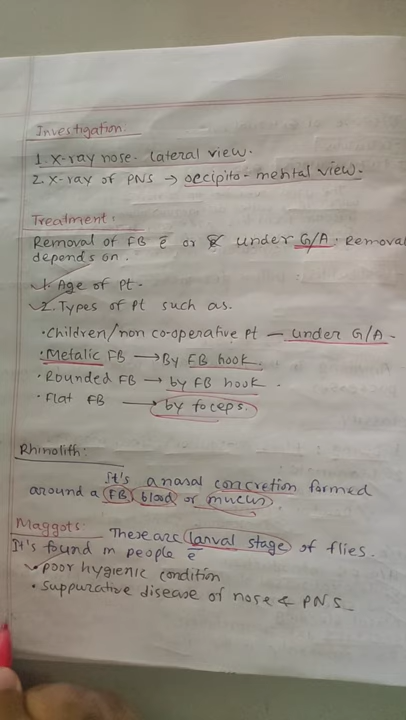 Investigation.
1. X-ray nose- lateral view.
2. X-ray of PNS → occipito-mental view.
Treatment:
Removal of FB c̄ or s̄ under G/A. Removal
depends on.
1. Age of pt-
2. Types of pt such as.
• Children/non co-operative pt — under G/A-
• Metalic FB → By FB hook.
• Rounded FB → by FB hook.
• Flat FB → by foceps.
Rhinolith:
It's a nasal concretion formed
around a FB, blood or mucus.
Maggots: These are larval stage of flies.
It's found in people c̄
• poor hygienic condition
• suppurative disease of nose & PNS-